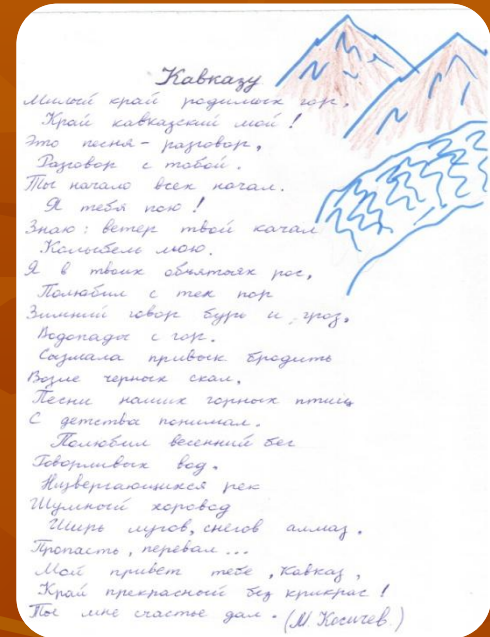 Кавказу
Милый край родимых гор,
Край кавказский мой!
Это песня - разговор,
Разговор с тобой.
Ты начало всех начал.
Я тебя пою!
Знаю: ветер твой качал
Колыбель мою.
Я в твоих объятьях рос,
Полюбил с тех пор
Зимний говор бурь и гроз,
Водопады с гор.
Сызмала привык бродить
Возле черных скал,
Песни наших горных птиц
С детства понимал.
Полюбил весенний бег
Говорливых вод.
Низвергающихся рек
Шумный хоровод
Ширь лугов, снегов алмаз,
Пропасть, перевал...
Мой привет тебе, Кавказ,
Край прекрасный без прикрас!
Ты мне счастье дал. (М. Косичев.)